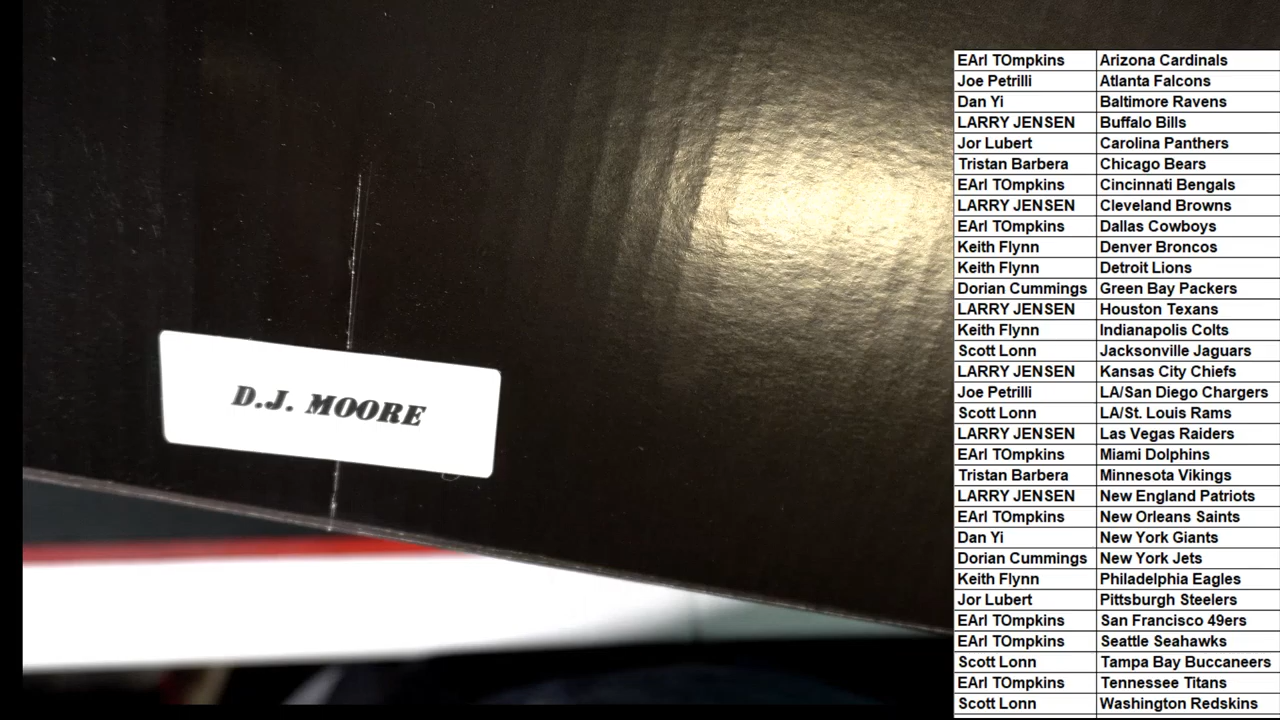 D.J. MOORE
EArl TOmpkins Arizona Cardinals
Joe Petrilli Atlanta Falcons
Dan Yi Baltimore Ravens
LARRY JENSEN Buffalo Bills
Jor Lubert Carolina Panthers
Tristan Barbera Chicago Bears
EArl TOmpkins Cincinnati Bengals
LARRY JENSEN Cleveland Browns
EArl TOmpkins Dallas Cowboys
Keith Flynn Denver Broncos
Keith Flynn Detroit Lions
Dorian Cummings Green Bay Packers
LARRY JENSEN Houston Texans
Keith Flynn Indianapolis Colts
Scott Lonn Jacksonville Jaguars
LARRY JENSEN Kansas City Chiefs
Joe Petrilli LA/San Diego Chargers
Scott Lonn LA/St. Louis Rams
LARRY JENSEN Las Vegas Raiders
EArl TOmpkins Miami Dolphins
Tristan Barbera Minnesota Vikings
LARRY JENSEN New England Patriots
EArl TOmpkins New Orleans Saints
Dan Yi New York Giants
Dorian Cummings New York Jets
Keith Flynn Philadelphia Eagles
Jor Lubert Pittsburgh Steelers
EArl TOmpkins San Francisco 49ers
EArl TOmpkins Seattle Seahawks
Scott Lonn Tampa Bay Buccaneers
EArl TOmpkins Tennessee Titans
Scott Lonn Washington Redskins